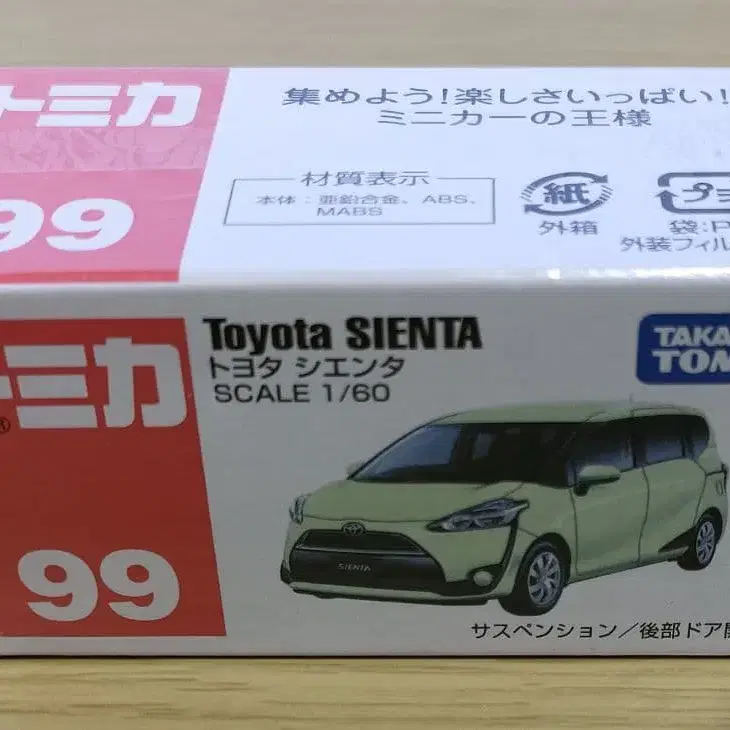 トミカ
集めよう!楽しさいっぱい!
ミニカーの王様
材質表示
本体:亜鉛合金、ABS、
MABS
紙
外箱
プ
袋:P
外装フィル
99
トミカ
®
Toyota SIENTA
トヨタ シエンタ
SCALE 1/60
TAKA
TOM
SIENTA
99
サスペンション/後部ドア開